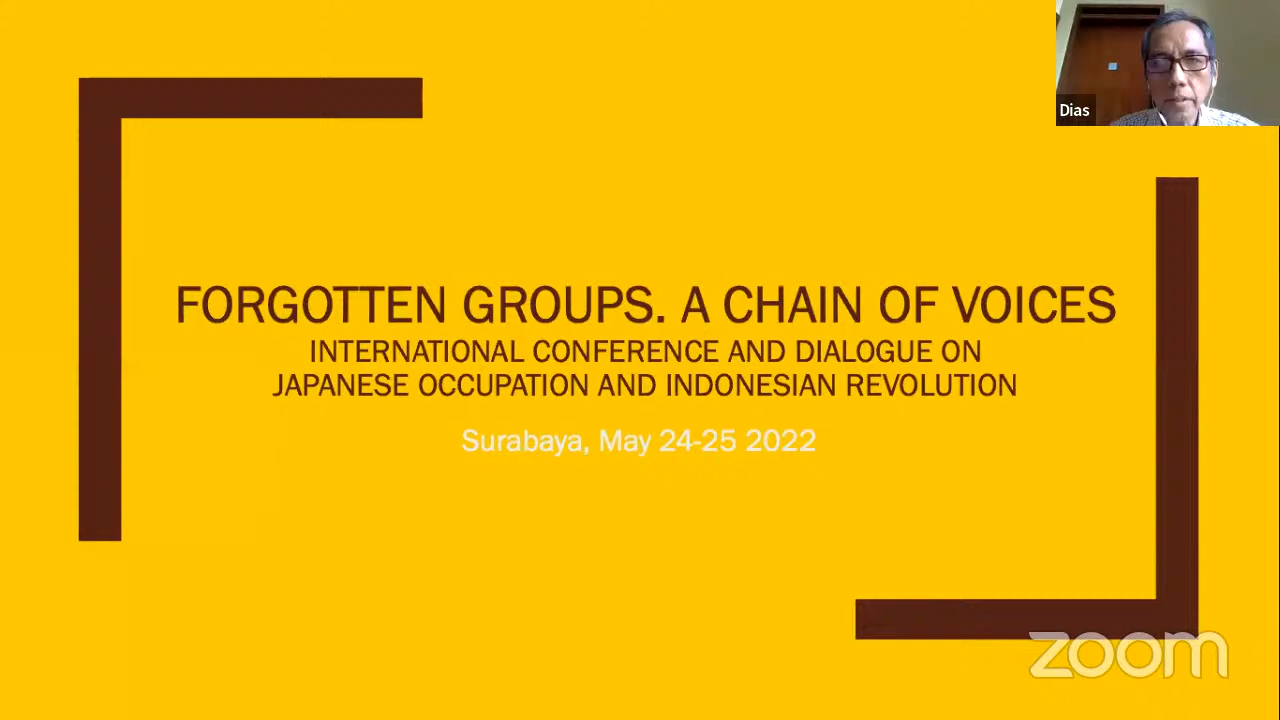 Dias
FORGOTTEN GROUPS. A CHAIN OF VOICES
INTERNATIONAL CONFERENCE AND DIALOGUE ON
JAPANESE OCCUPATION AND INDONESIAN REVOLUTION
Surabaya, May 24-25 2022
zoom